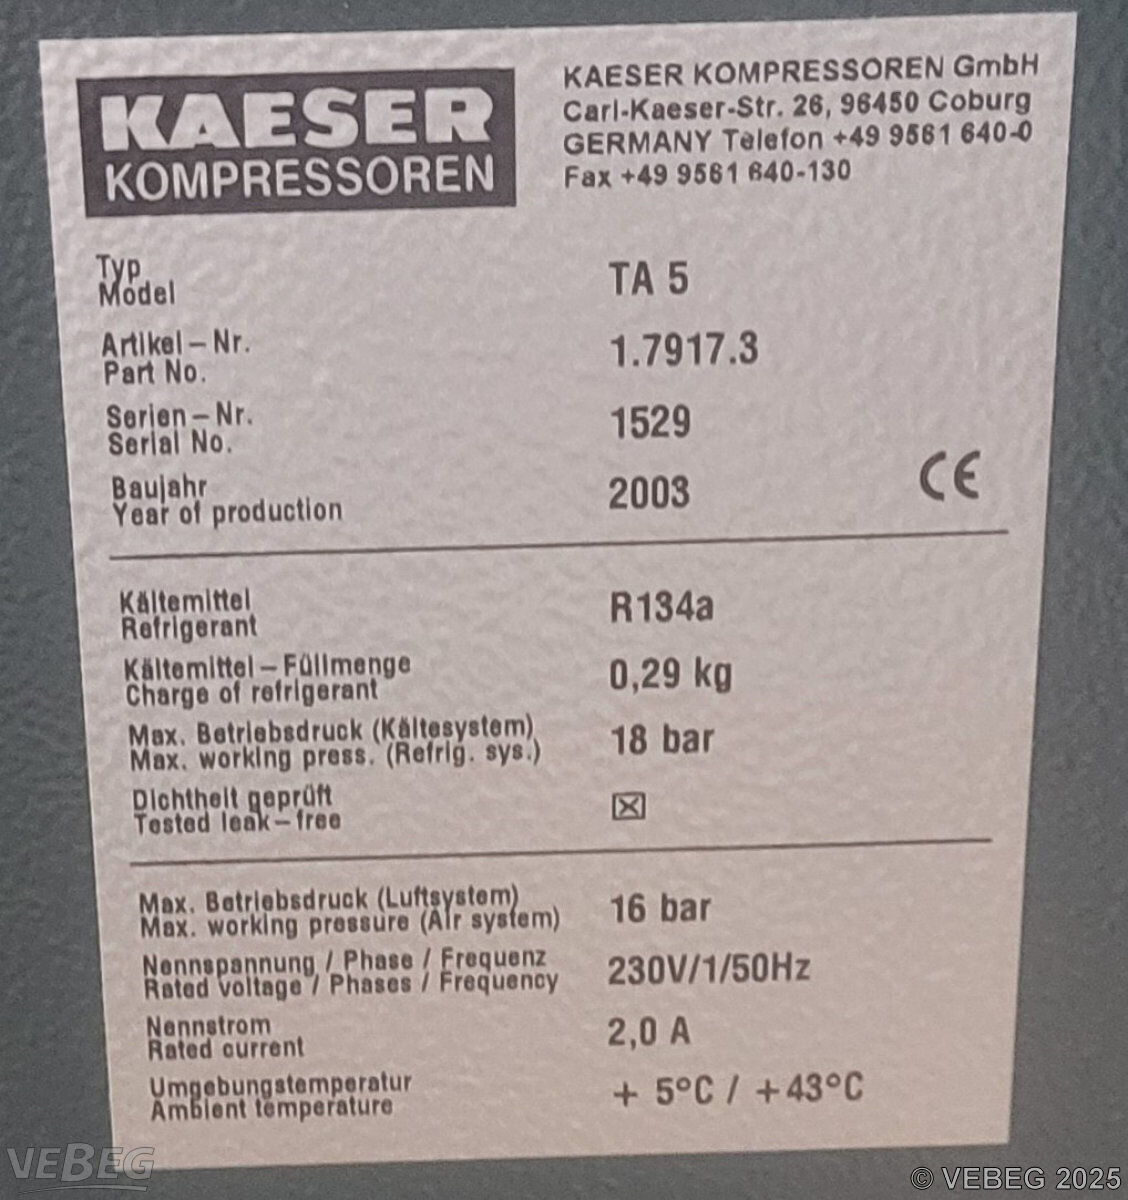 KAESER
KOMPRESSOREN
KAESER KOMPRESSOREN GmbH
Carl-Kaeser-Str. 26, 96450 Coburg
GERMANY Telefon +49 9561 640-0
Fax +49 9561 640-130
Typ
Model
TA 5
Artikel – Nr.
Part No.
1.7917.3
Serien – Nr.
Serial No.
1529
Baujahr
Year of production
2003
CE
Kältemittel
Refrigerant
R134a
Kältemittel – Füllmenge
Charge of refrigerant
0,29 kg
Max. Betriebsdruck (Kältesystem)
Max. working press. (Refrig. sys.)
18 bar
Dichtheit geprüft
Tested leak – free
☒
Max. Betriebsdruck (Luftsystem)
Max. working pressure (Air system)
16 bar
Nennspannung / Phase / Frequenz
Rated voltage / Phases / Frequency
230V/1/50Hz
Nennstrom
Rated current
2,0 A
Umgebungstemperatur
Ambient temperature
+ 5°C / +43°C
VEBEG
© VEBEG 2025